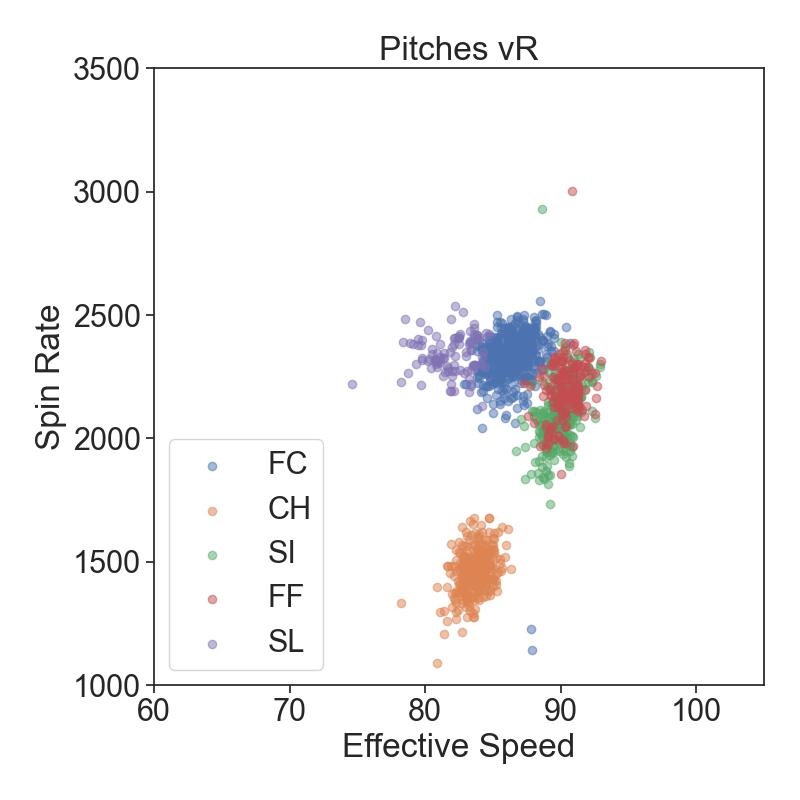 Pitches vR
3500
3000
2500
2000
1500
1000
Spin Rate
FC
CH
SI
FF
SL
60 70 80 90 100
Effective Speed